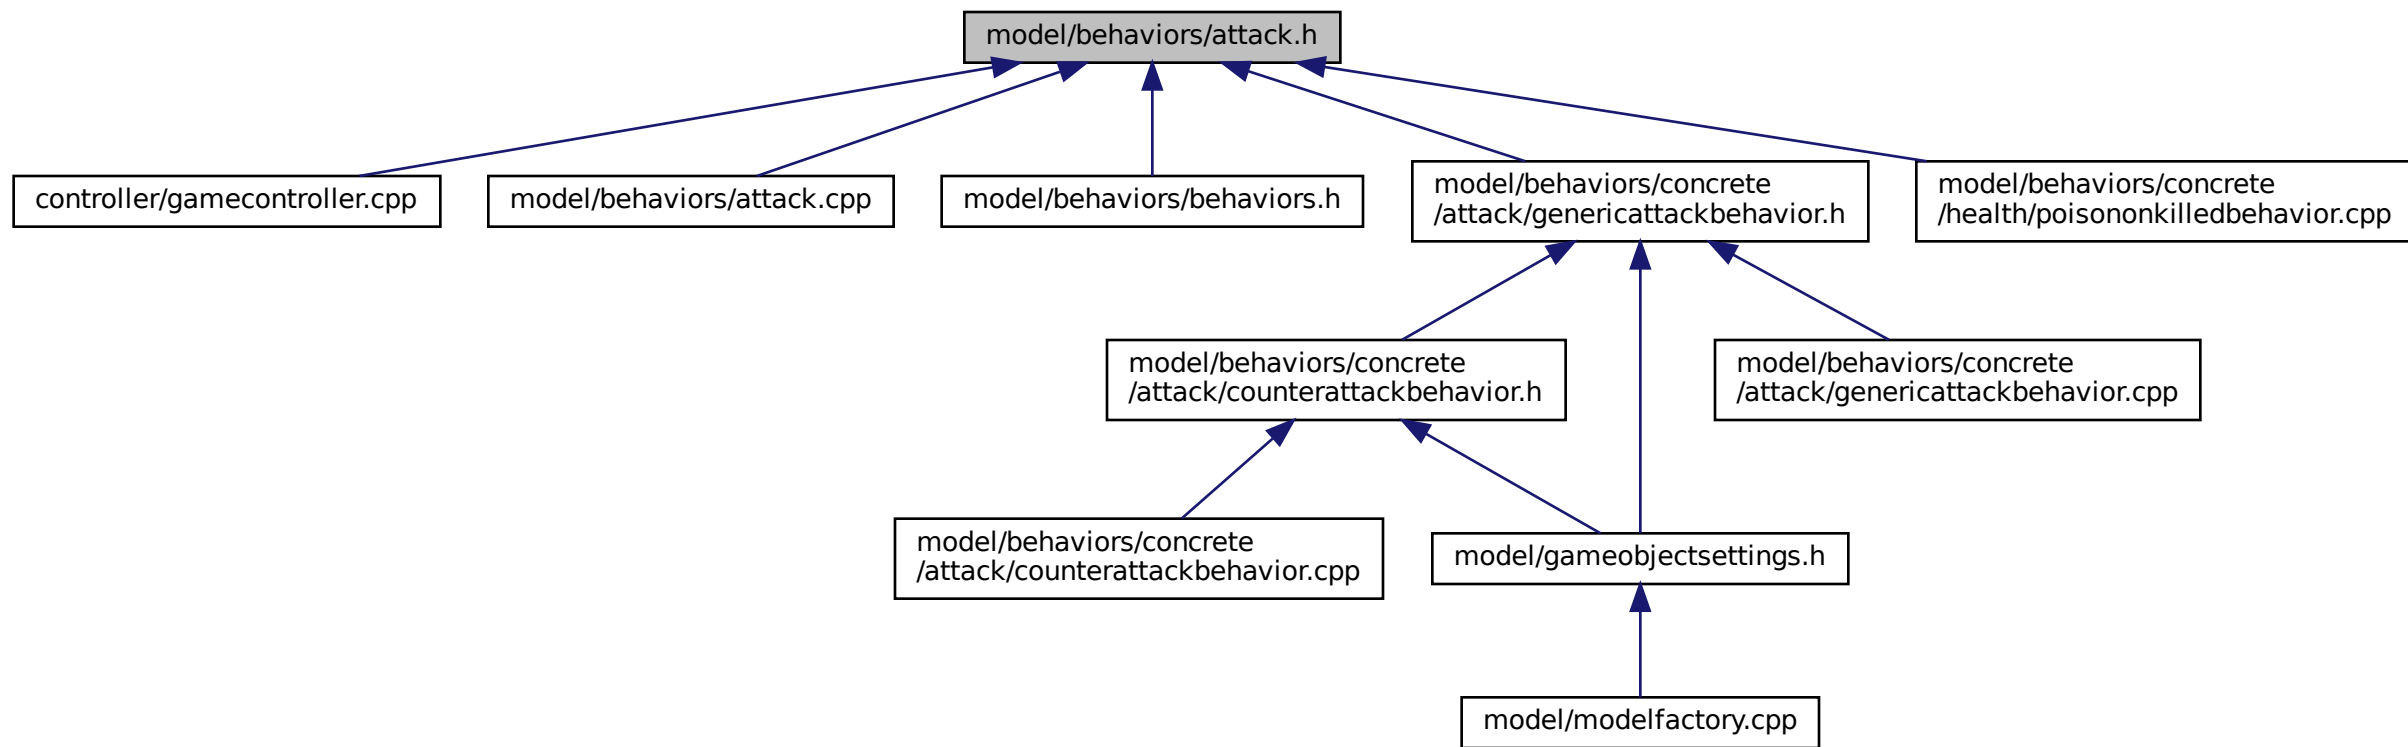 model/behaviors/attack.h
controller/gamecontroller.cpp
model/behaviors/attack.cpp
model/behaviors/behaviors.h
model/behaviors/concrete
/attack/genericattackbehavior.h
model/behaviors/concrete
/health/poisononkilledbehavior.cpp
model/behaviors/concrete
/attack/counterattackbehavior.h
model/behaviors/concrete
/attack/genericattackbehavior.cpp
model/behaviors/concrete
/attack/counterattackbehavior.cpp
model/gameobjectsettings.h
model/modelfactory.cpp